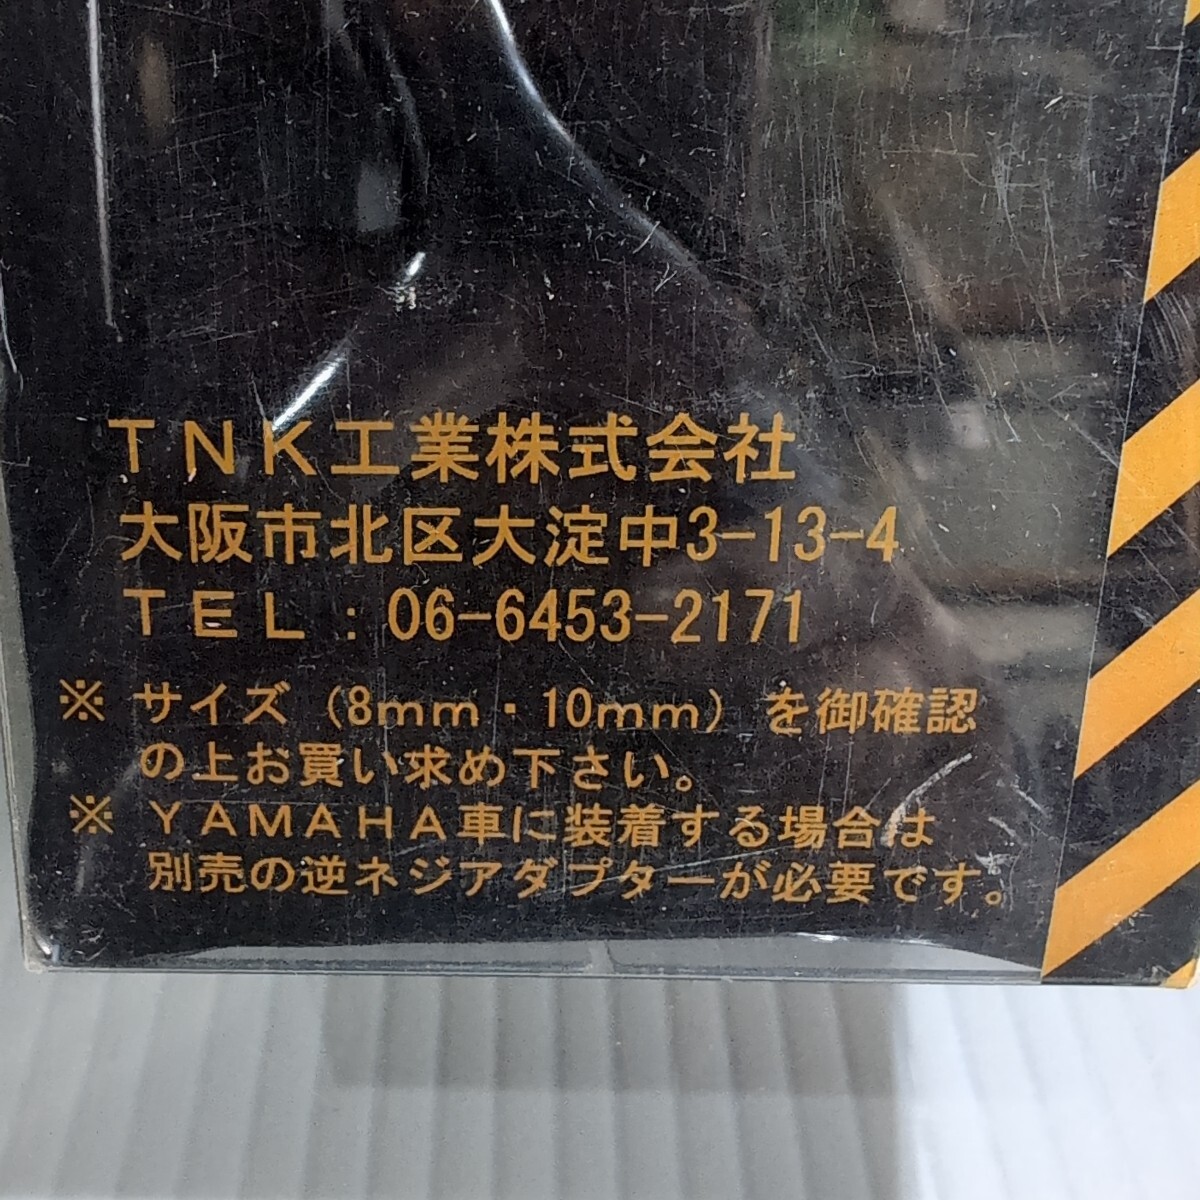 TNK工業株式会社
大阪市北区大淀中3-13-4
TEL：06-6453-2171
※ サイズ（8mm・10mm）を御確認
の上お買い求め下さい。
※ YAMAHA車に装着する場合は
別売の逆ネジアダプターが必要です。